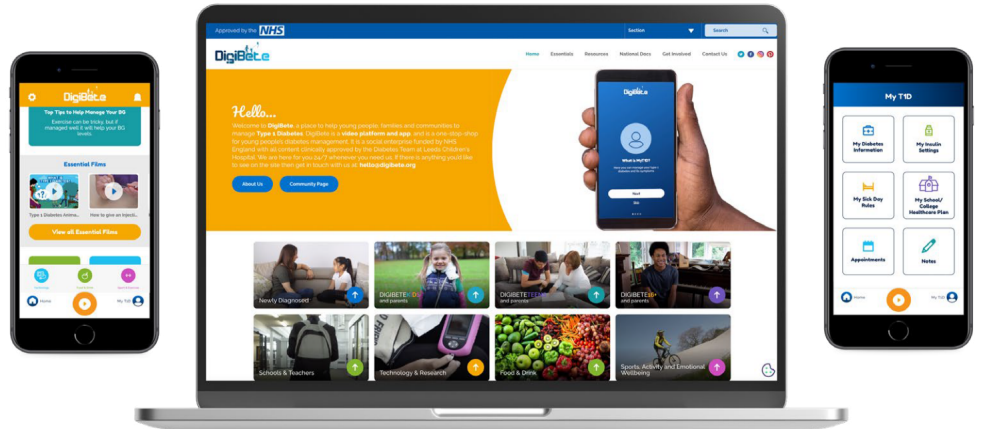 DigiBete
Top Tips to Help Manage Your BG
Exercise can be tricky, but if
managed well it will help your BG
levels.
Essential Films
Type 1 Diabetes Anima...
How to give an injecti...
View all Essential Films
Home
My T1D
Approved by the NHS
Section
Search
DigiBete
Home
Essentials
Resources
National Docs
Get Involved
Contact Us
Hello...
Welcome to DigiBete, a place to help young people, families and communities to
manage Type 1 Diabetes. DigiBete is a video platform and app, and is a one-stop-shop
for young people's diabetes management. It is a social enterprise funded by NHS
England with all content clinically approved by the Diabetes Team at Leeds Children's
Hospital. We are here for you 24/7 whenever you need us. If there is anything you'd like
to see on the site then get in touch with us at: hello@digibete.org
About Us
Community Page
DigiBete
What is MyT1D?
Next
Newly Diagnosed
DIGIBETEKIDS
and parents
DIGIBETETEENS
and parents
DIGIBETE16+
and parents
Schools & Teachers
Technology & Research
Food & Drink
Sports, Activity and Emotional
Wellbeing
My T1D
My Diabetes
Information
My Insulin
Settings
My Sick Day
Rules
My School/
College
Healthcare Plan
Appointments
Notes
Home
My T1D